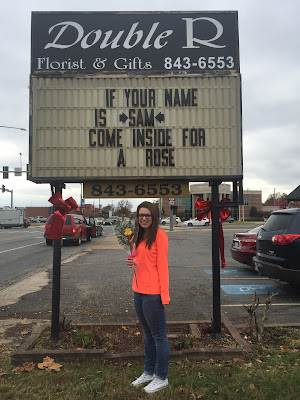 Double R
Florist & Gifts 843-6553
IF YOUR NAME
IS →SAM←
COME INSIDE FOR
A ROSE
843-6553